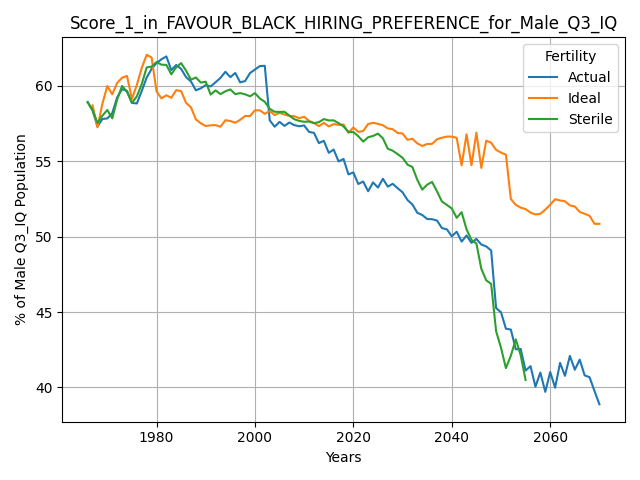 Score_1_in_FAVOUR_BLACK_HIRING_PREFERENCE_for_Male_Q3_IQ
Fertility
Actual
Ideal
Sterile
% of Male Q3_IQ Population
60
55
50
45
40
1980
2000
2020
2040
2060
Years